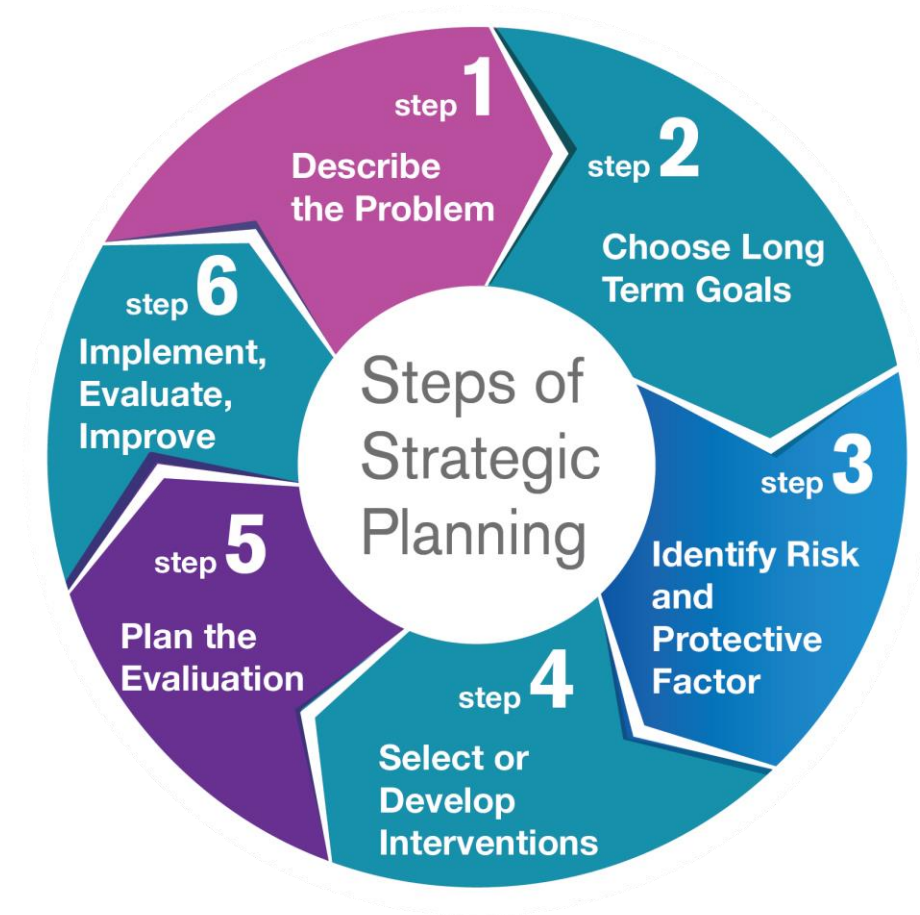 step 1
Describe
the Problem
step 2
Choose Long
Term Goals
step 3
Identify Risk
and
Protective
Factor
step 4
Select or
Develop
Interventions
step 5
Plan the
Evaliuation
step 6
Implement,
Evaluate,
Improve
Steps of
Strategic
Planning